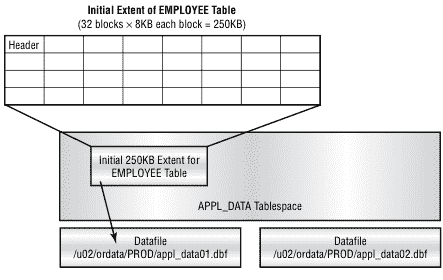 Initial Extent of EMPLOYEE Table
(32 blocks × 8KB each block = 250KB)
Header
Initial 250KB Extent for
EMPLOYEE Table
APPL_DATA Tablespace
Datafile
/u02/ordata/PROD/appl_data01.dbf
Datafile
/u02/ordata/PROD/appl_data02.dbf